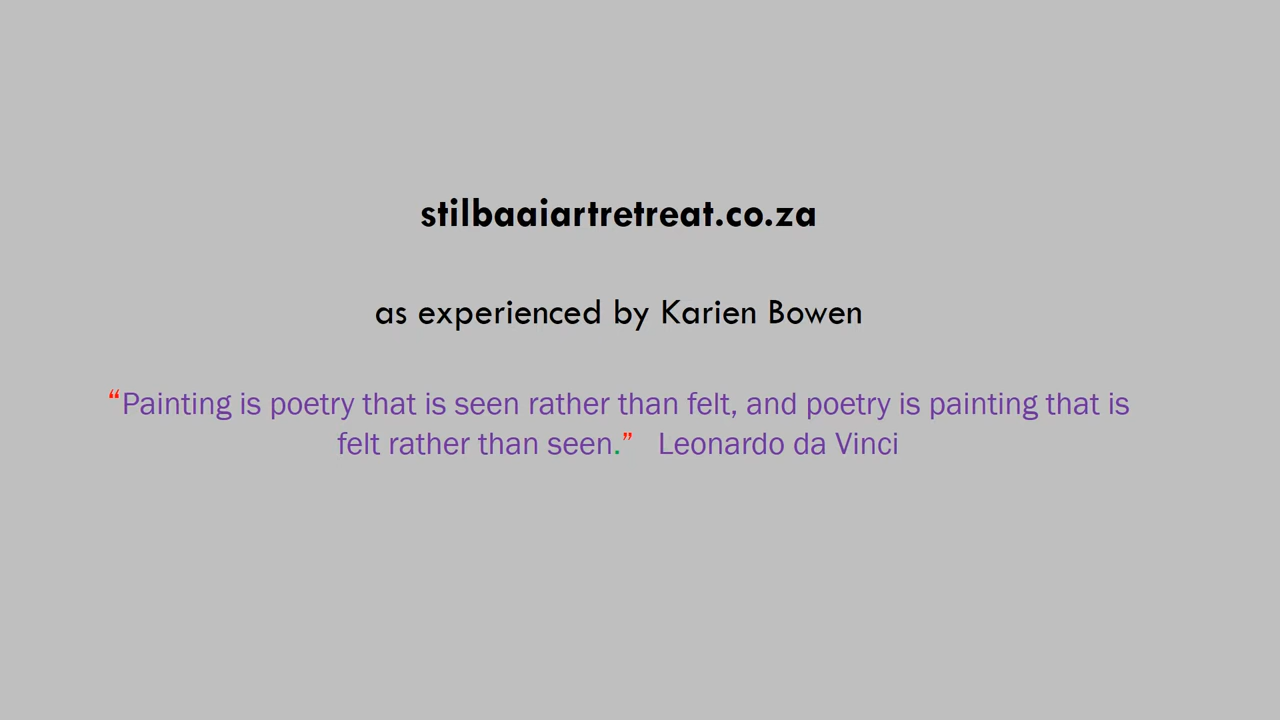 stilbaaiartretreat.co.za
as experienced by Karien Bowen
“Painting is poetry that is seen rather than felt, and poetry is painting that is
felt rather than seen.” Leonardo da Vinci